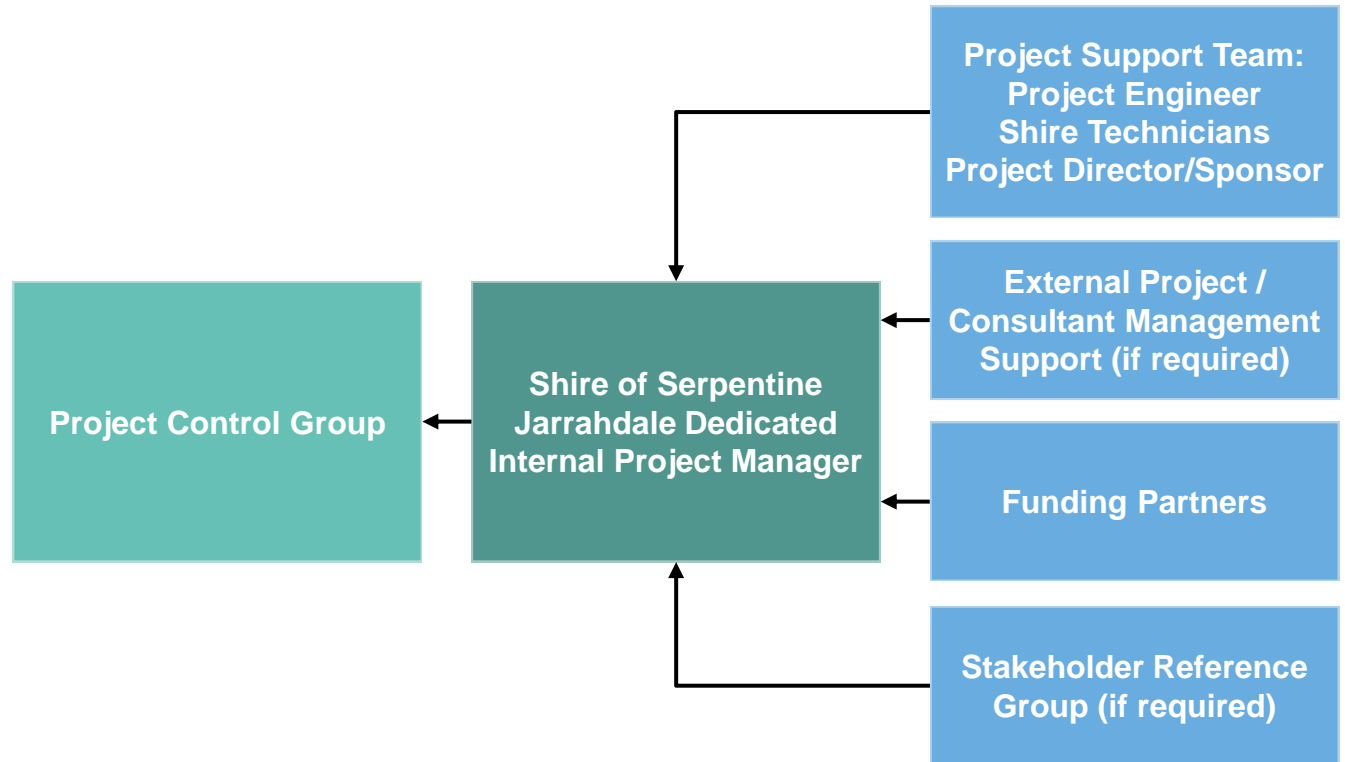 Project Control Group
Shire of Serpentine
Jarrahdale Dedicated
Internal Project Manager
Project Support Team:
Project Engineer
Shire Technicians
Project Director/Sponsor
External Project /
Consultant Management
Support (if required)
Funding Partners
Stakeholder Reference
Group (if required)